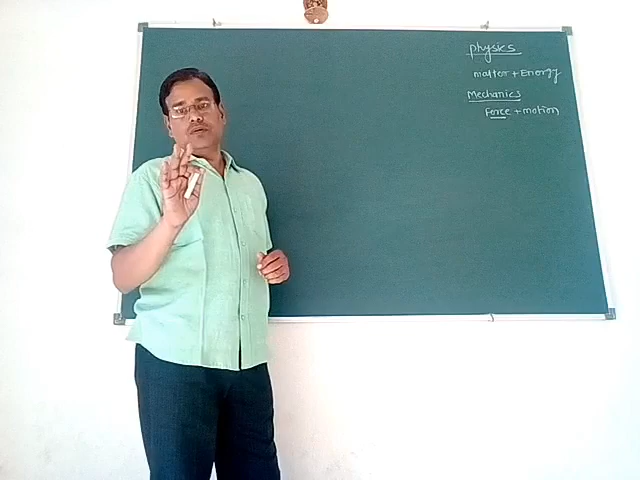 physics
matter + Energy
Mechanics
Force + motion